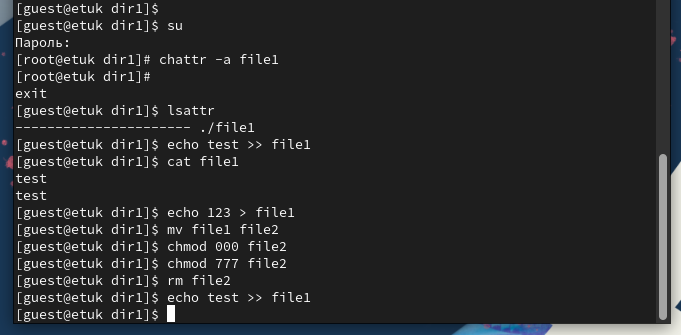 [guest@etuk dir1]$
[guest@etuk dir1]$ su
Пароль:
[root@etuk dir1]# chattr -a file1
[root@etuk dir1]#
exit
[guest@etuk dir1]$ lsattr
---------------------- ./file1
[guest@etuk dir1]$ echo test >> file1
[guest@etuk dir1]$ cat file1
test
test
[guest@etuk dir1]$ echo 123 > file1
[guest@etuk dir1]$ mv file1 file2
[guest@etuk dir1]$ chmod 000 file2
[guest@etuk dir1]$ chmod 777 file2
[guest@etuk dir1]$ rm file2
[guest@etuk dir1]$ echo test >> file1
[guest@etuk dir1]$